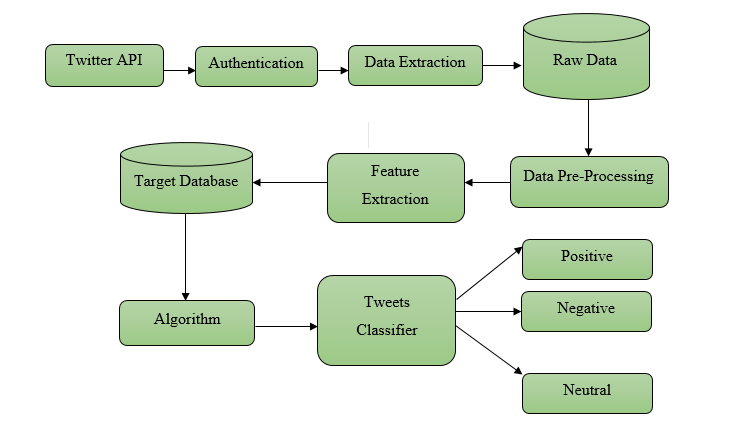 Twitter API
Authentication
Data Extraction
Raw Data
Data Pre-Processing
Feature
Extraction
Target Database
Algorithm
Tweets
Classifier
Positive
Negative
Neutral